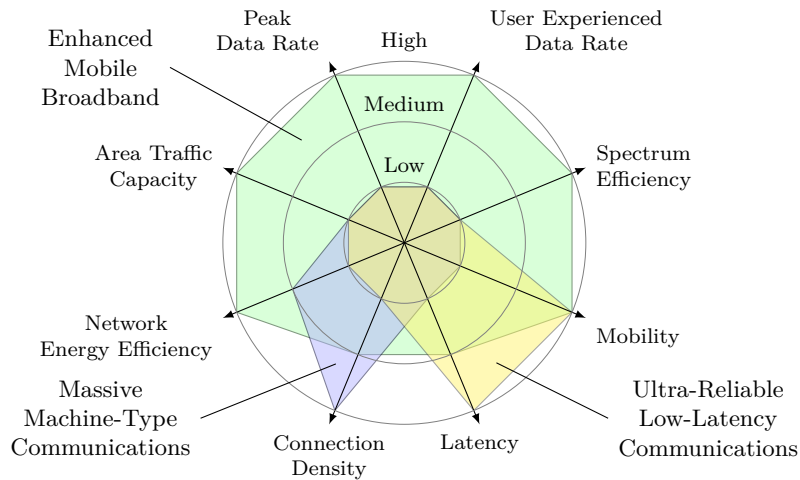 Peak
Data Rate
User Experienced
Data Rate
High
Enhanced
Mobile
Broadband
Medium
Low
Area Traffic
Capacity
Spectrum
Efficiency
Network
Energy Efficiency
Mobility
Massive
Machine-Type
Communications
Ultra-Reliable
Low-Latency
Communications
Connection
Density
Latency